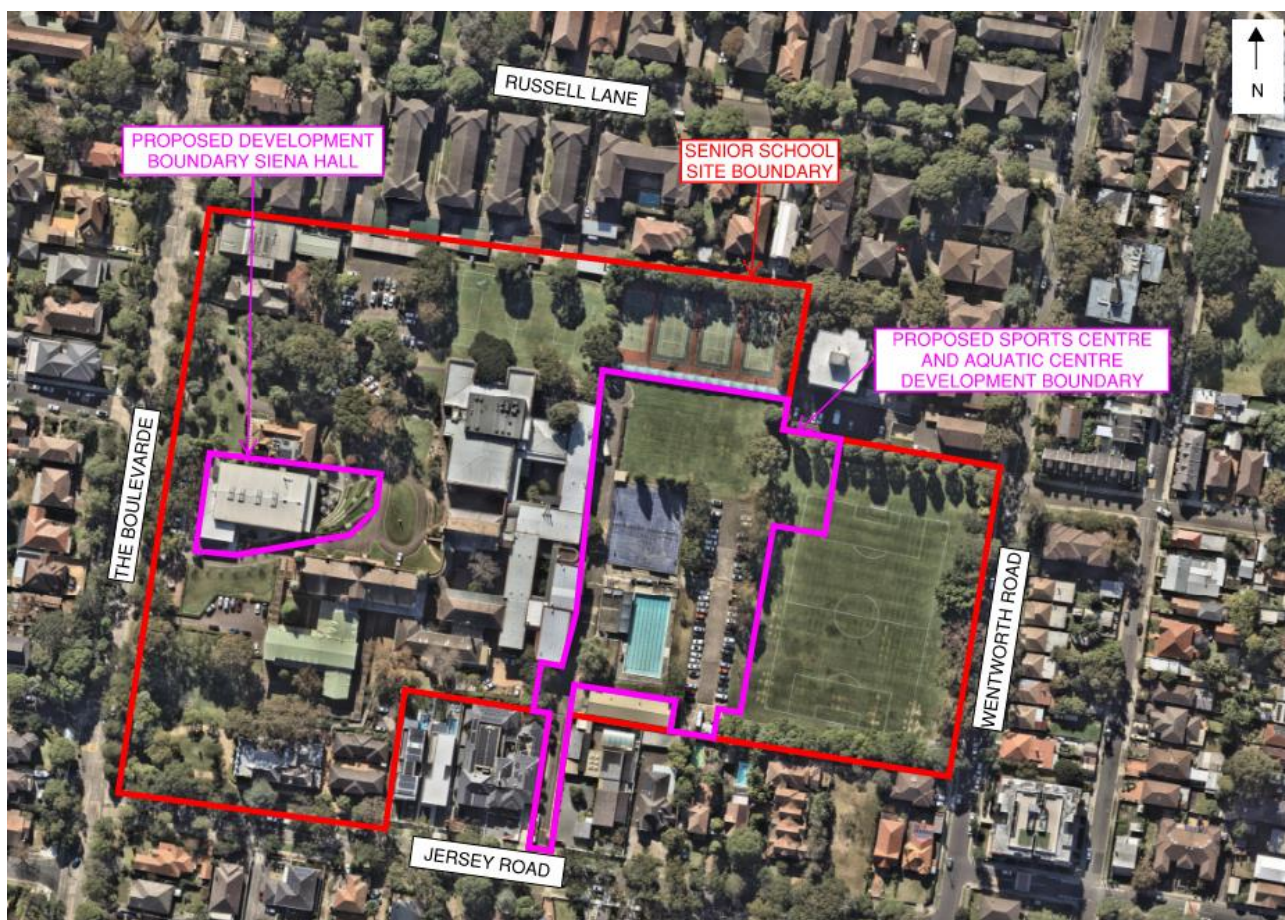 N
RUSSELL LANE
PROPOSED DEVELOPMENT
BOUNDARY SIENA HALL
SENIOR SCHOOL
SITE BOUNDARY
PROPOSED SPORTS CENTRE
AND AQUATIC CENTRE
DEVELOPMENT BOUNDARY
THE BOULEVARDE
WENTWORTH ROAD
JERSEY ROAD